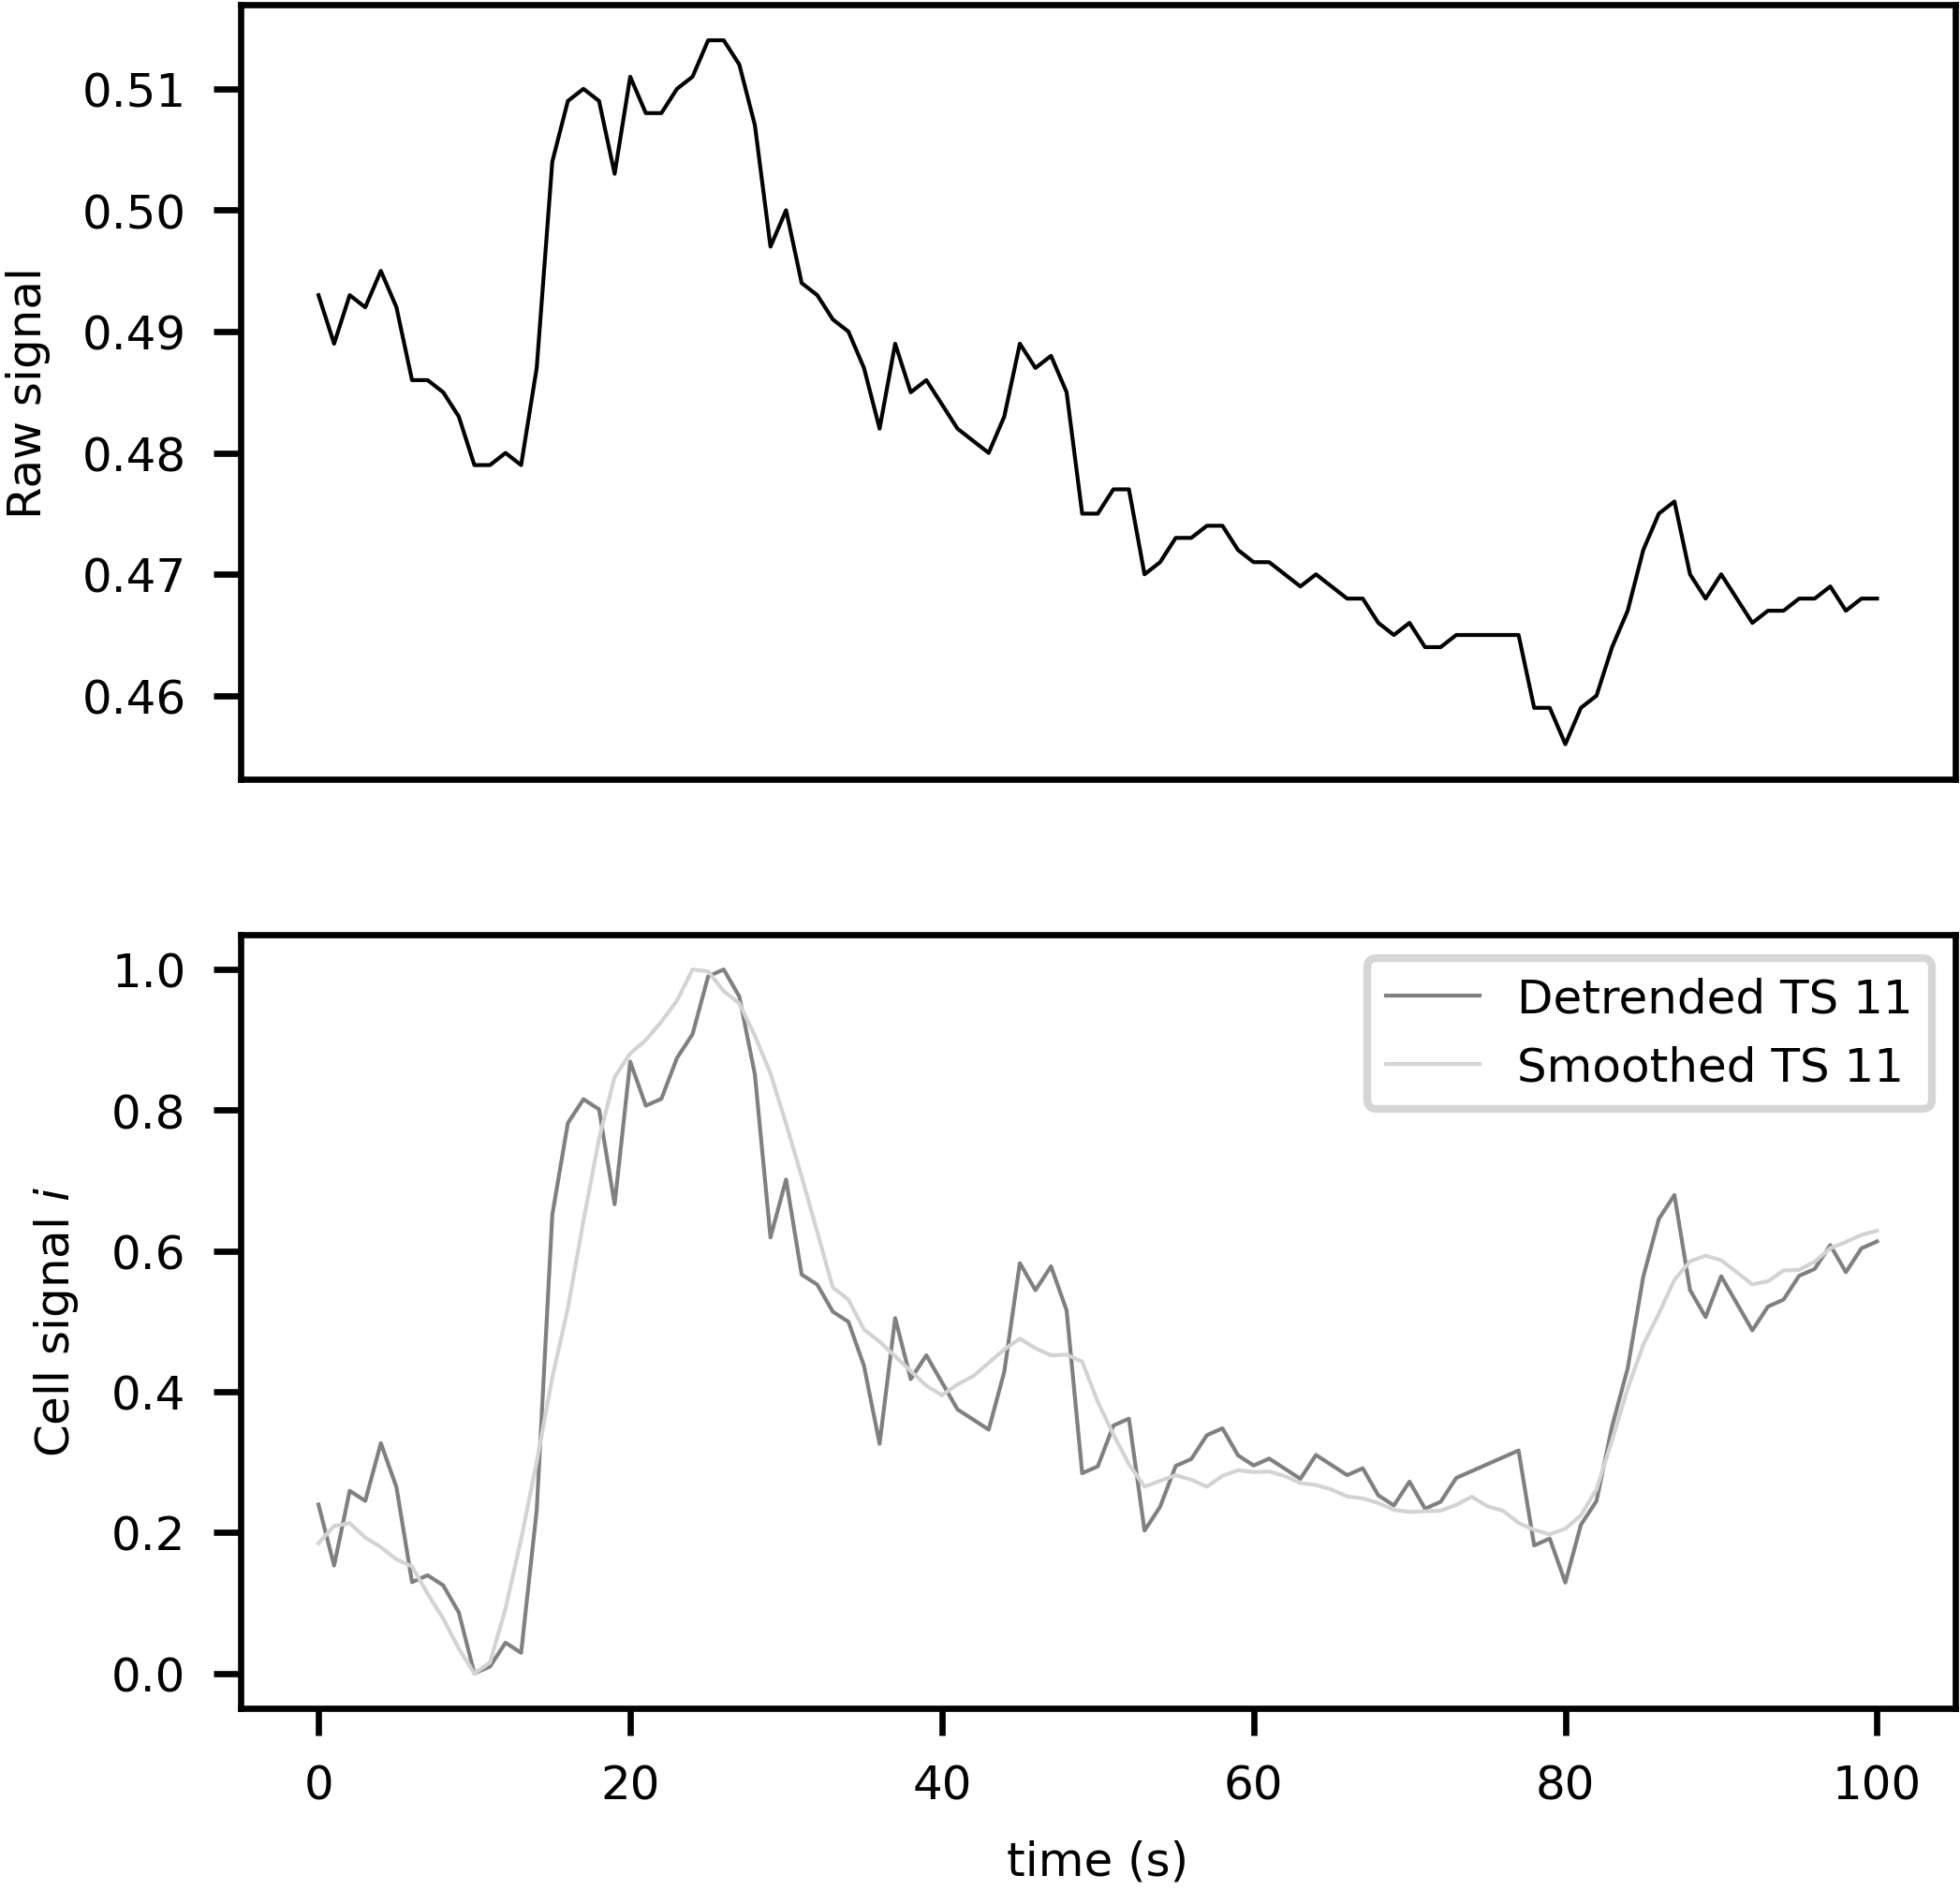 Raw signal
0.51
0.50
0.49
0.48
0.47
0.46
Cell signal i
1.0
0.8
0.6
0.4
0.2
0.0
Detrended TS 11
Smoothed TS 11
0 20 40 60 80 100
time (s)